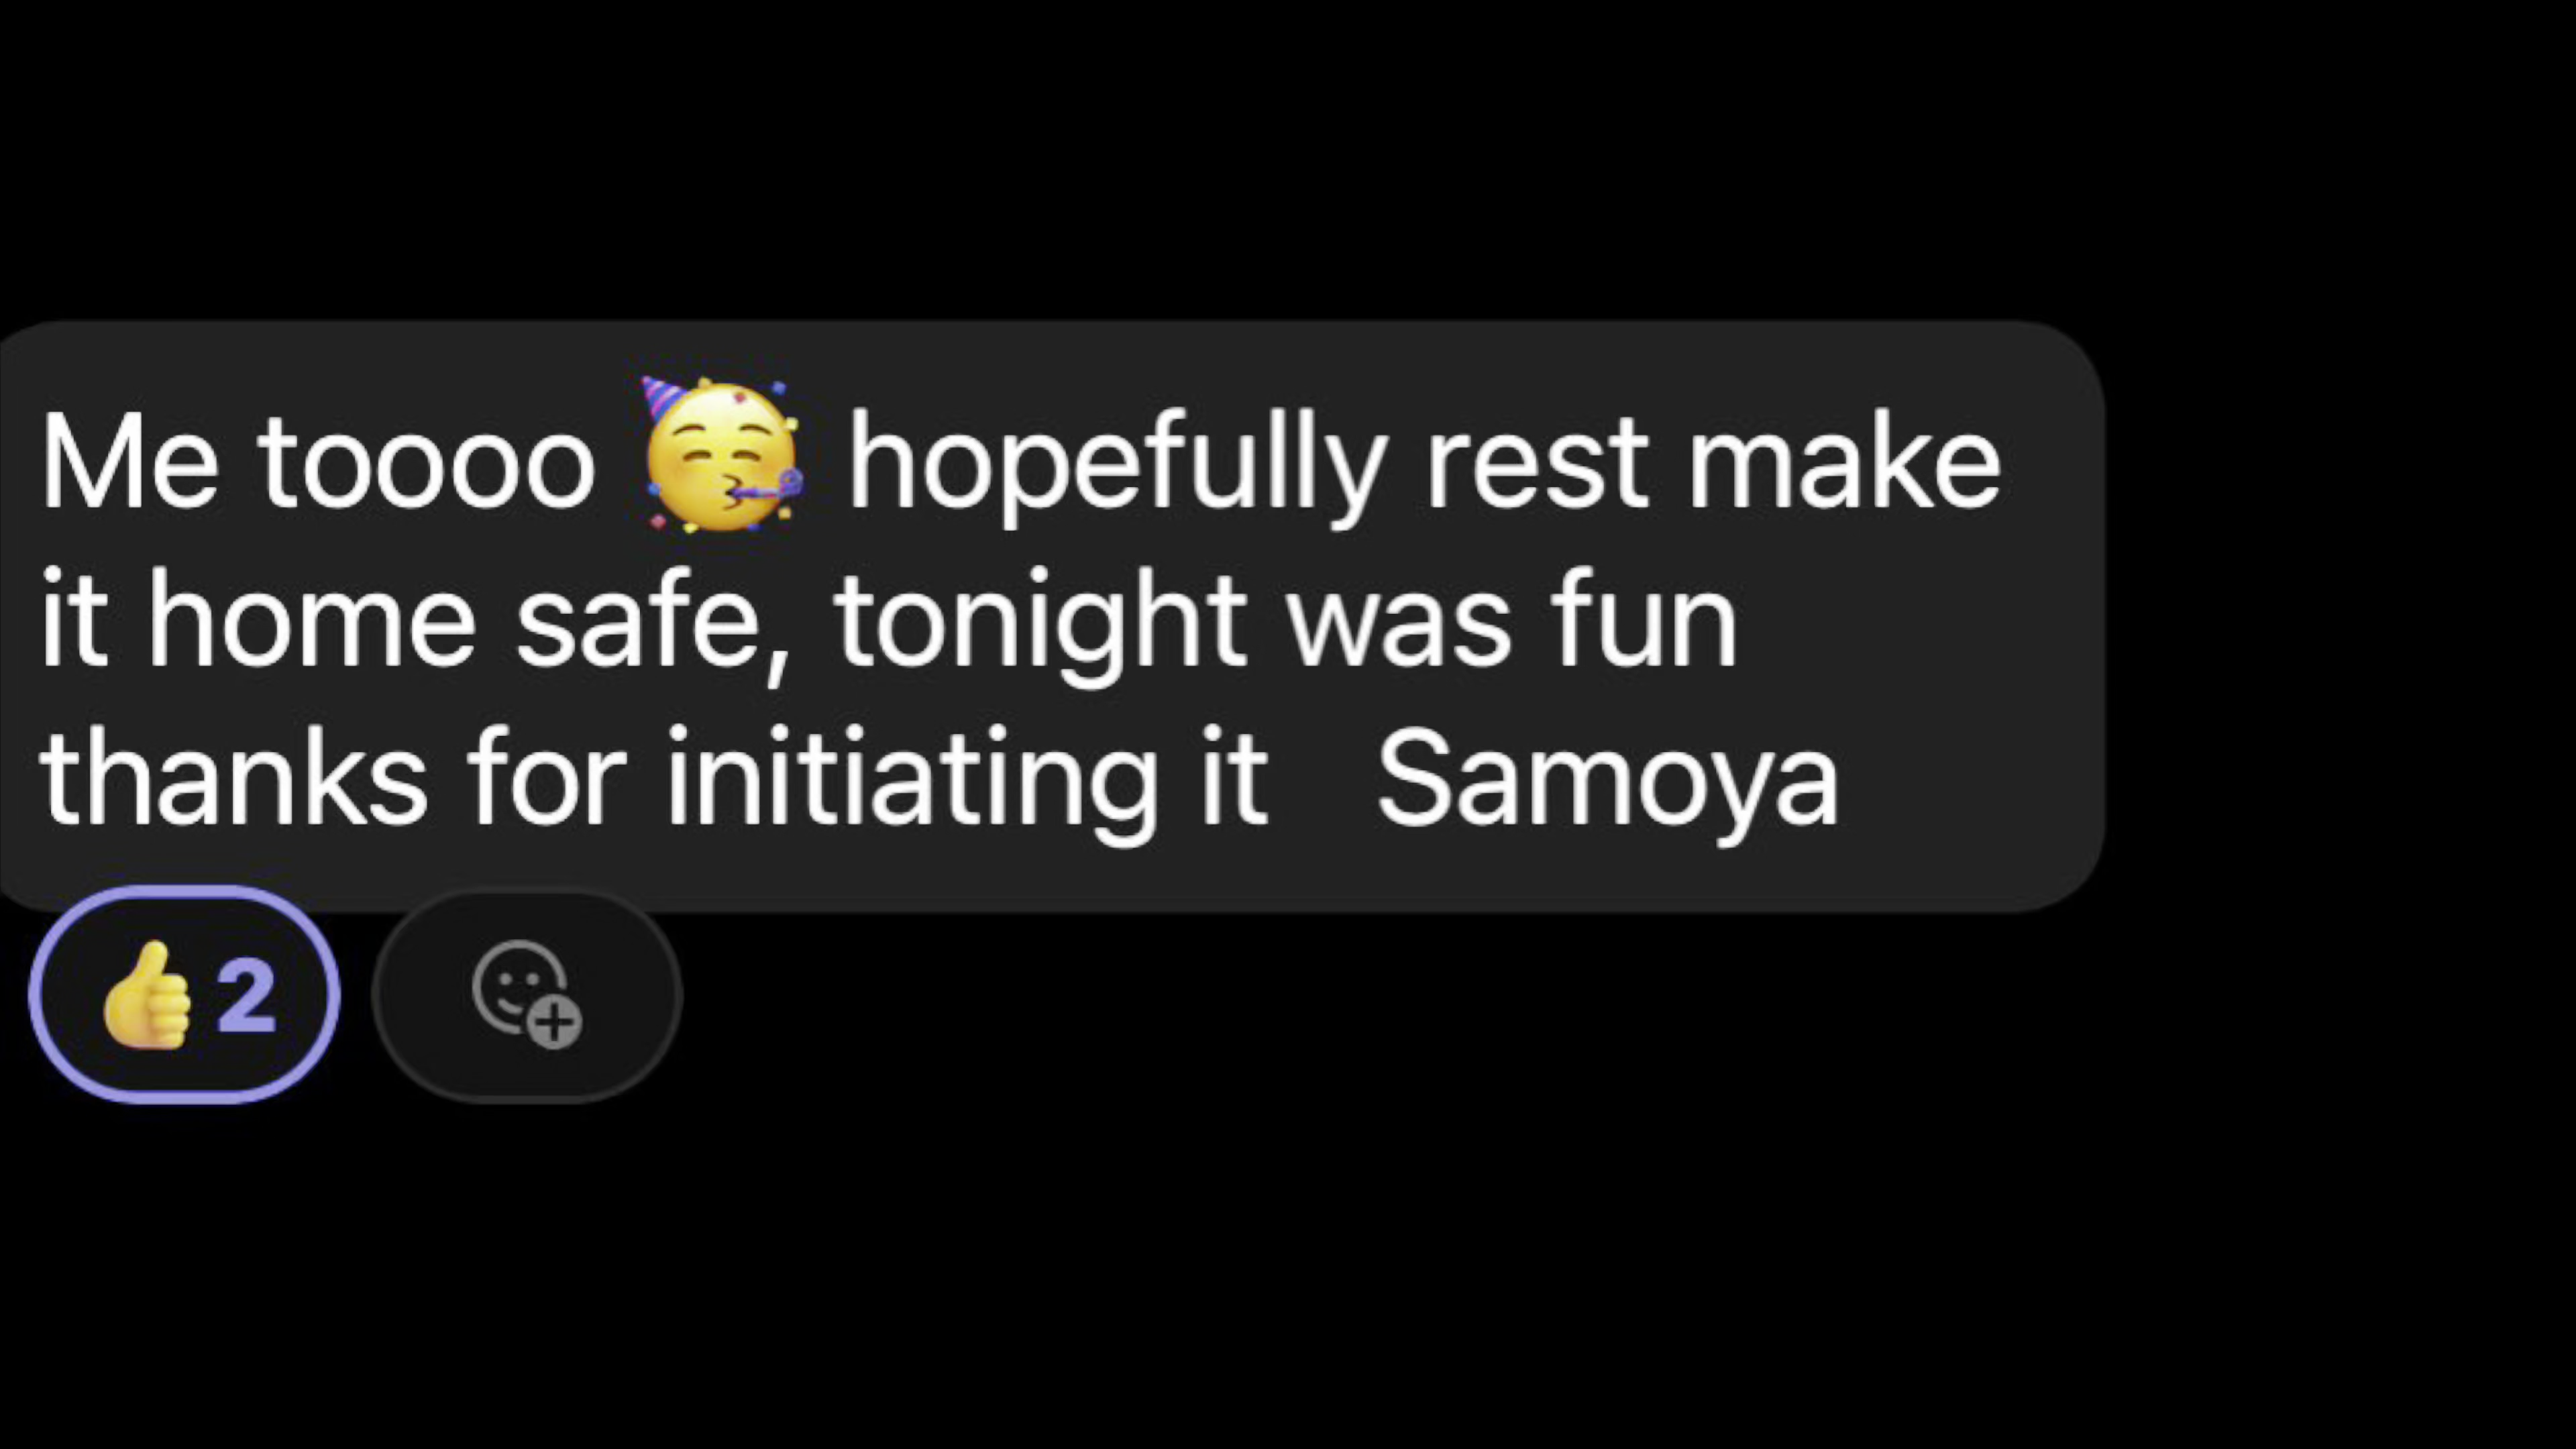 Me toooo 🥳 hopefully rest make
it home safe, tonight was fun
thanks for initiating it   Samoya
👍 2